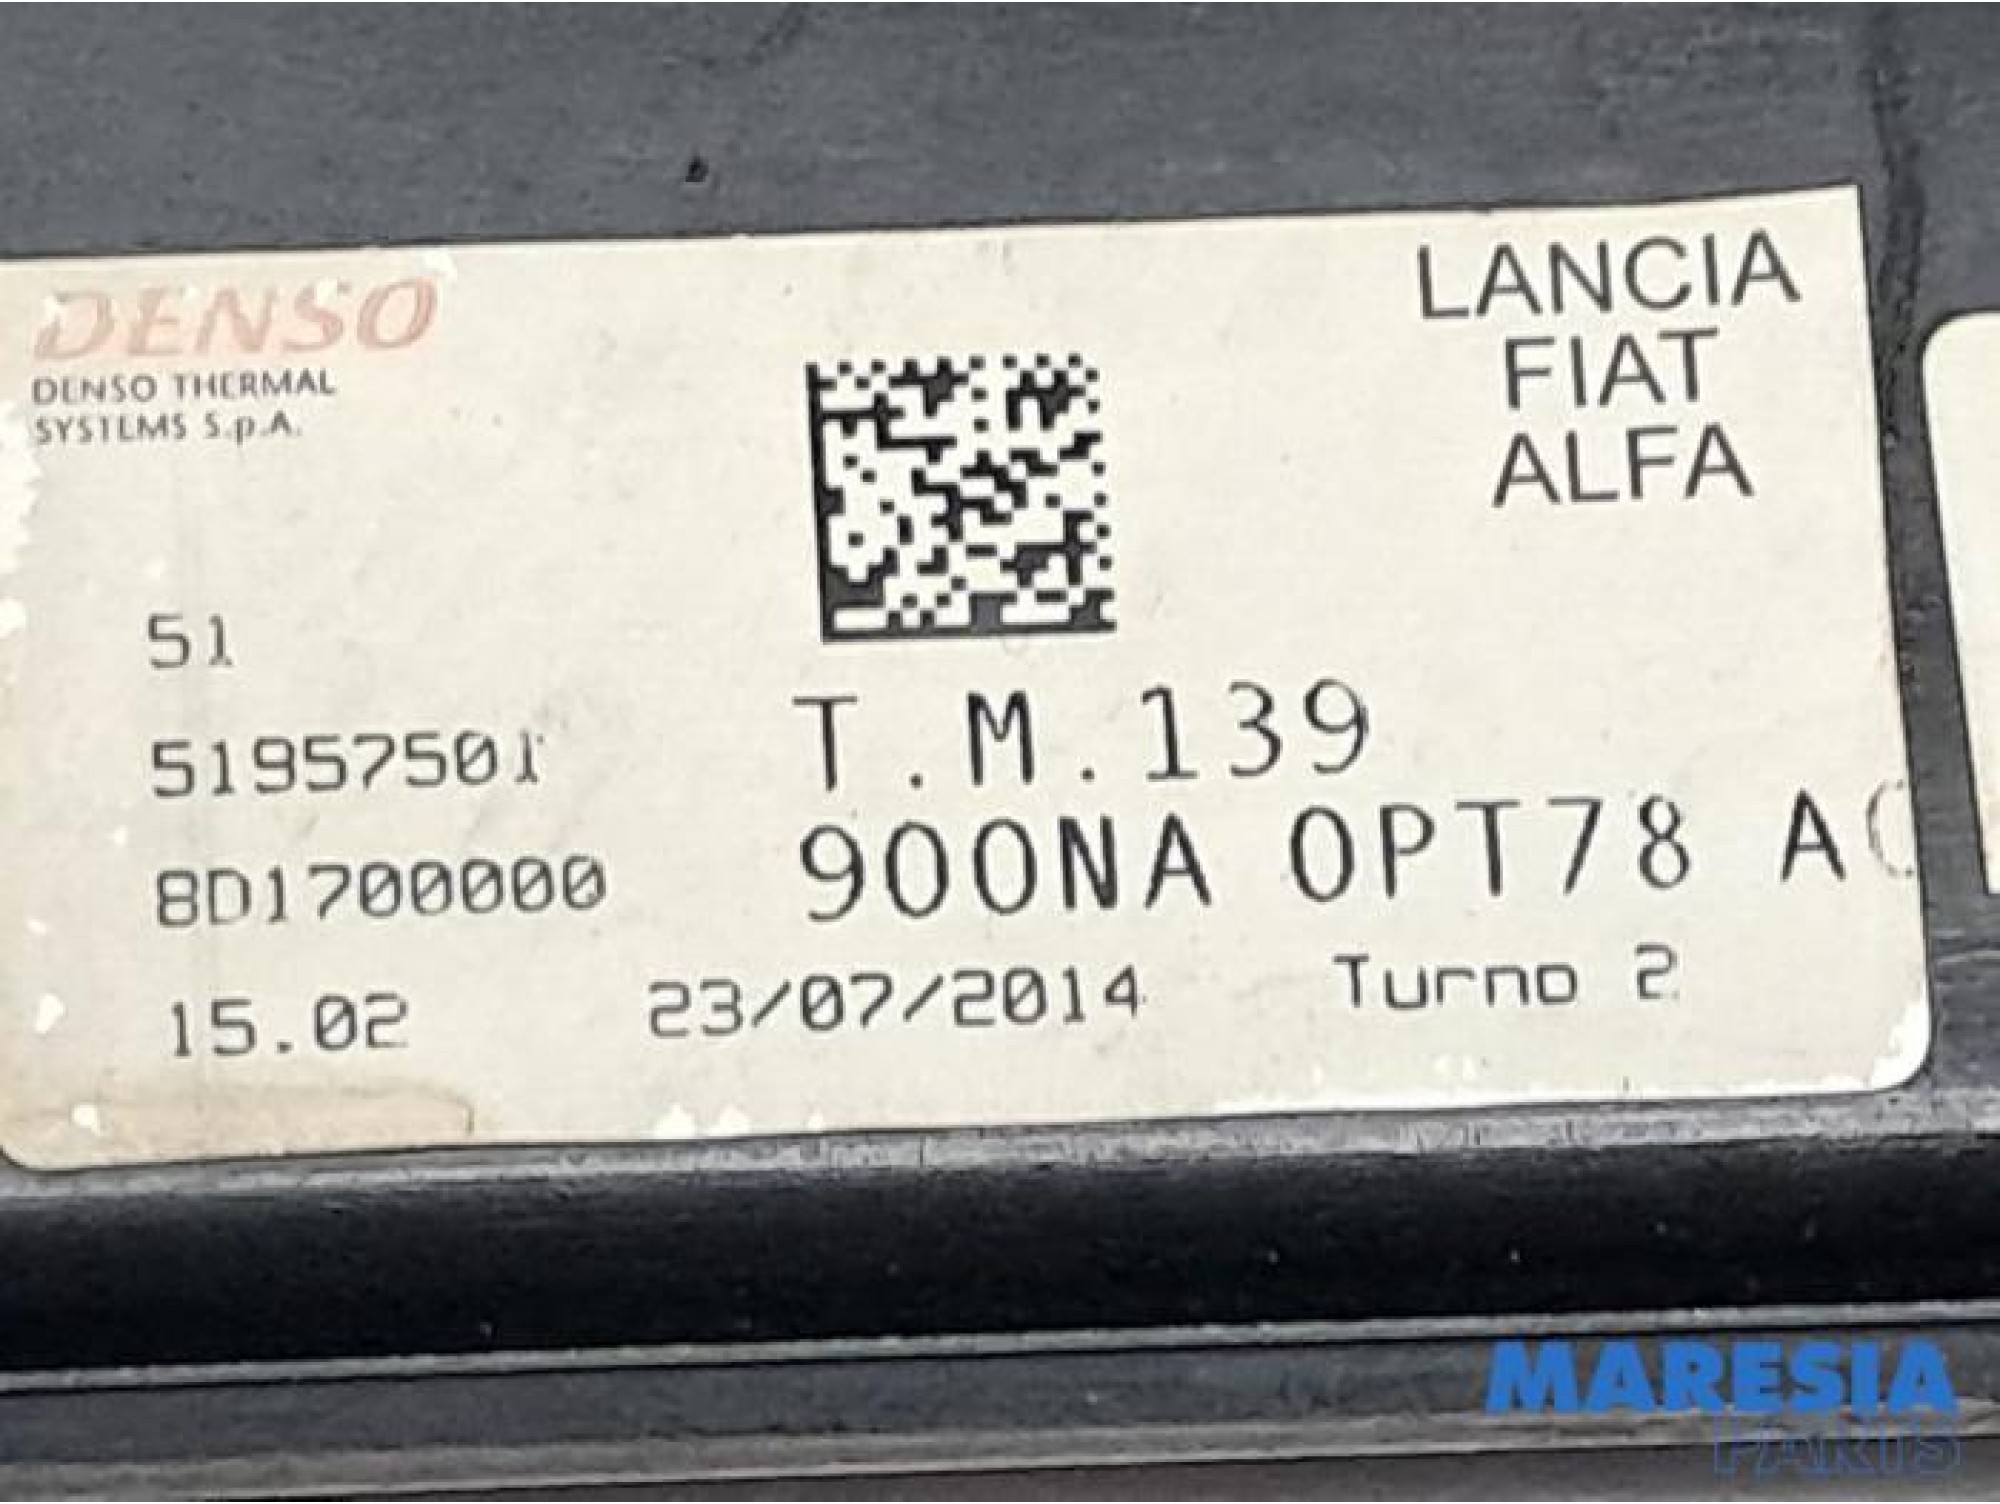 DENSO
DENSO THERMAL
SYSTEMS S.p.A.
LANCIA
FIAT
ALFA
51
51957501
8D1700000
15.02
T.M.139
900NA OPT78 AC
23/07/2014
Turno 2
MARESIA
PARTS